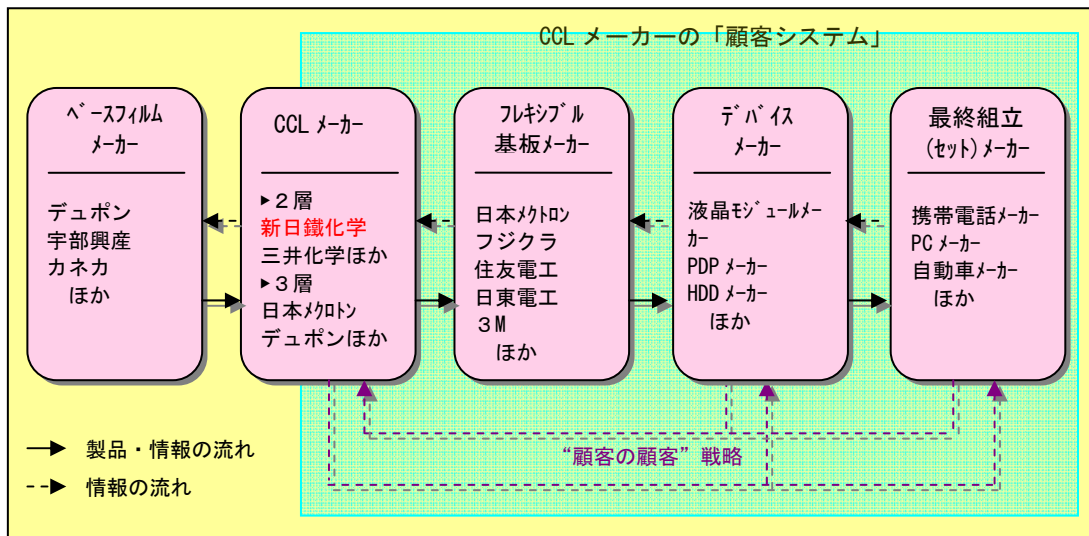 CCL メーカーの「顧客システム」
ﾍﾞｰｽﾌｨﾙﾑ
ﾒｰｶｰ
デュポン
宇部興産
カネカ
ほか
CCL ﾒｰｶｰ
▶２層
新日鐵化学
三井化学ほか
▶３層
日本ﾒｸﾛﾄﾝ
デュポンほか
ﾌﾚｷｼﾌﾞﾙ
基板ﾒｰｶｰ
日本ﾒｸﾄﾛﾝ
フジクラ
住友電工
日東電工
３M
ほか
ﾃﾞﾊﾞｲｽ
ﾒｰｶｰ
液晶ﾓｼﾞｭｰﾙﾒｰ
ｶｰ
PDP ﾒｰｶｰ
HDD ﾒｰｶｰ
ほか
最終組立
(ｾｯﾄ)ﾒｰｶｰ
携帯電話ﾒｰｶｰ
PC ﾒｰｶｰ
自動車ﾒｰｶｰ
ほか
“顧客の顧客”戦略
製品・情報の流れ
情報の流れ